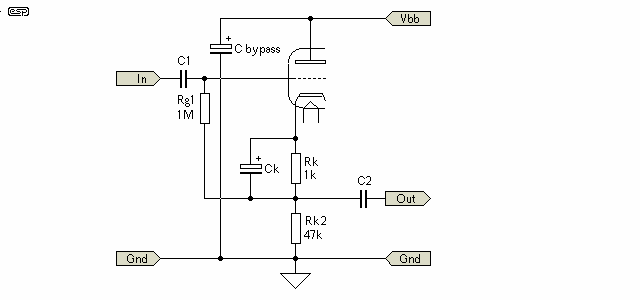 ESP
Vbb
C bypass
+
C1
In
Rg1
1M
+
Ck
Rk
1k
C2
Out
Rk2
47k
Gnd
Gnd